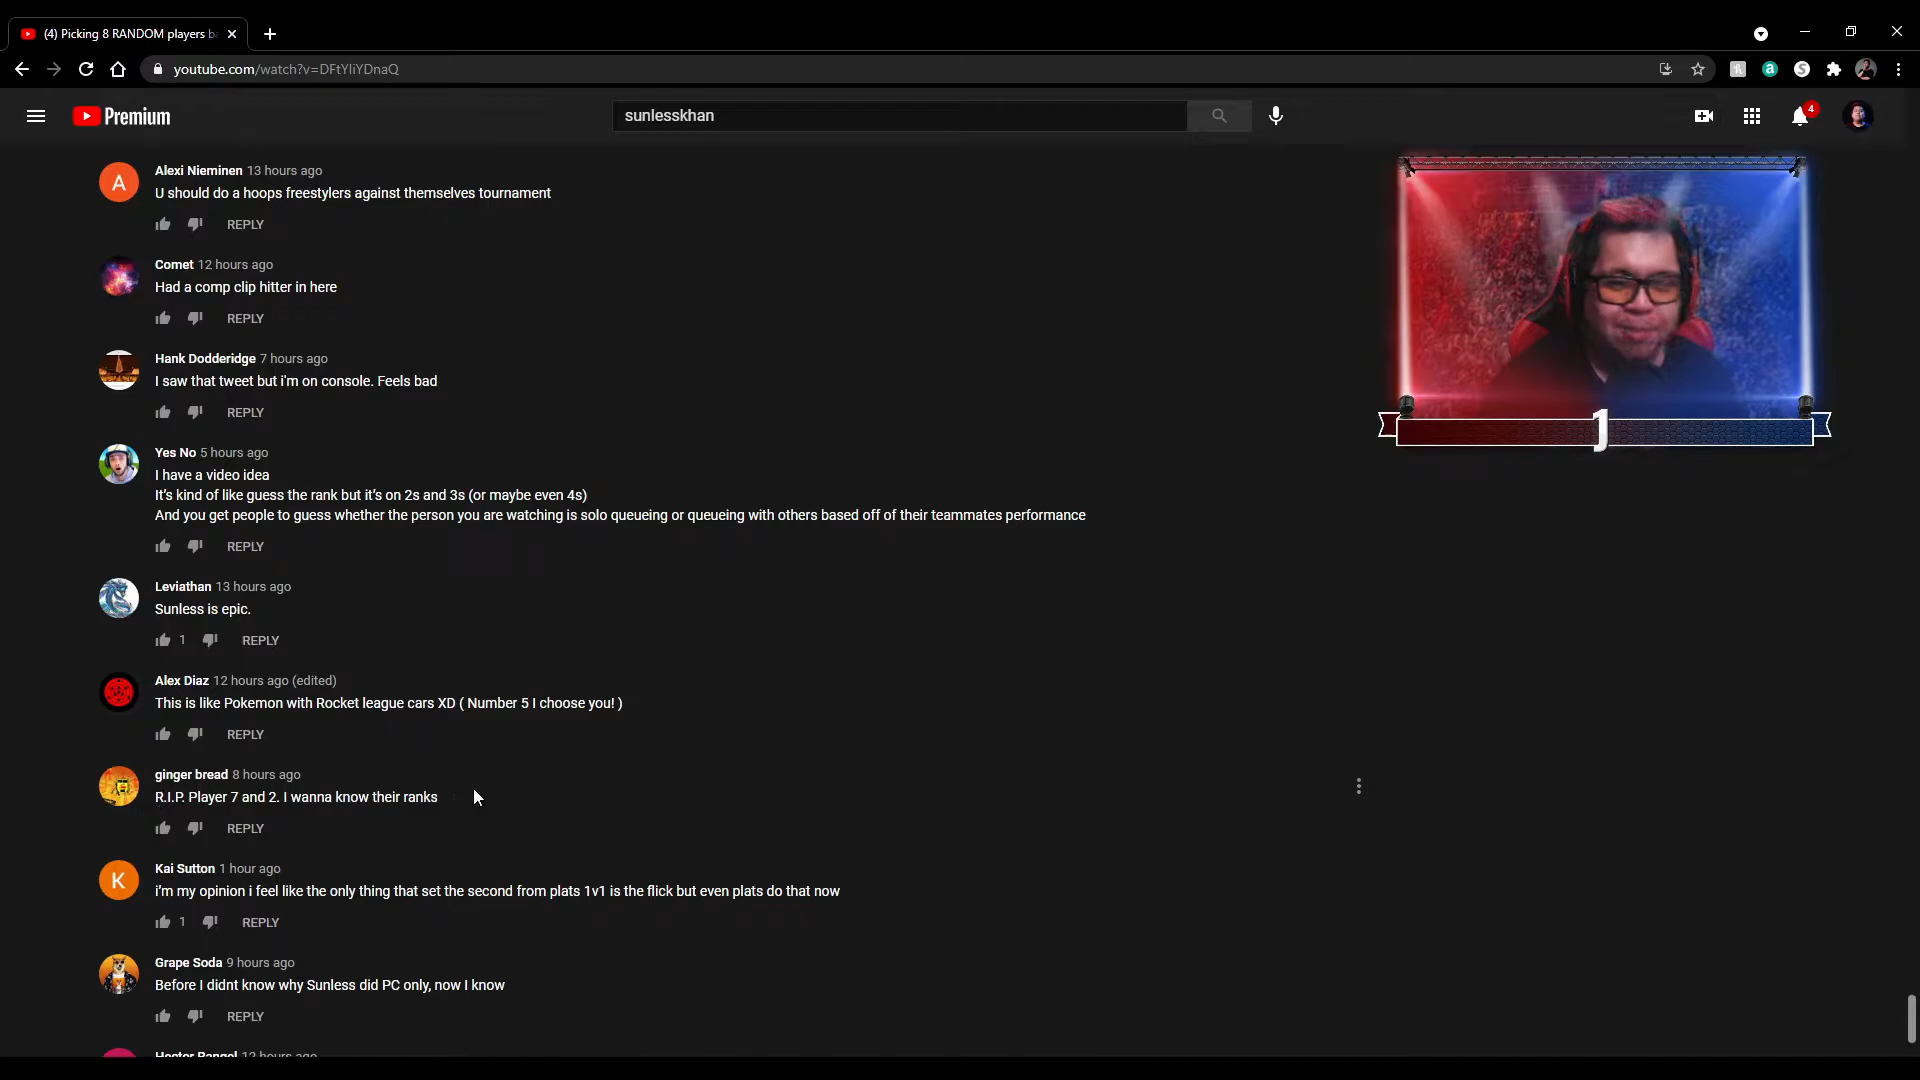 (4) Picking 8 RANDOM players ba
youtube.com/watch?v=DFtYliYDnaQ
Premium
sunlesskhan
4
Alexi Nieminen 13 hours ago
U should do a hoops freestylers against themselves tournament
REPLY
Comet 12 hours ago
Had a comp clip hitter in here
REPLY
Hank Dodderidge 7 hours ago
I saw that tweet but i'm on console. Feels bad
REPLY
Yes No 5 hours ago
I have a video idea
It's kind of like guess the rank but it's on 2s and 3s (or maybe even 4s)
And you get people to guess whether the person you are watching is solo queueing or queueing with others based off of their teammates performance
REPLY
Leviathan 13 hours ago
Sunless is epic.
1 REPLY
Alex Diaz 12 hours ago (edited)
This is like Pokemon with Rocket league cars XD ( Number 5 I choose you! )
REPLY
ginger bread 8 hours ago
R.I.P. Player 7 and 2. I wanna know their ranks
REPLY
K
Kai Sutton 1 hour ago
i'm my opinion i feel like the only thing that set the second from plats 1v1 is the flick but even plats do that now
1 REPLY
Grape Soda 9 hours ago
Before I didnt know why Sunless did PC only, now I know
REPLY
Hector Rangel 12 hours ago
A